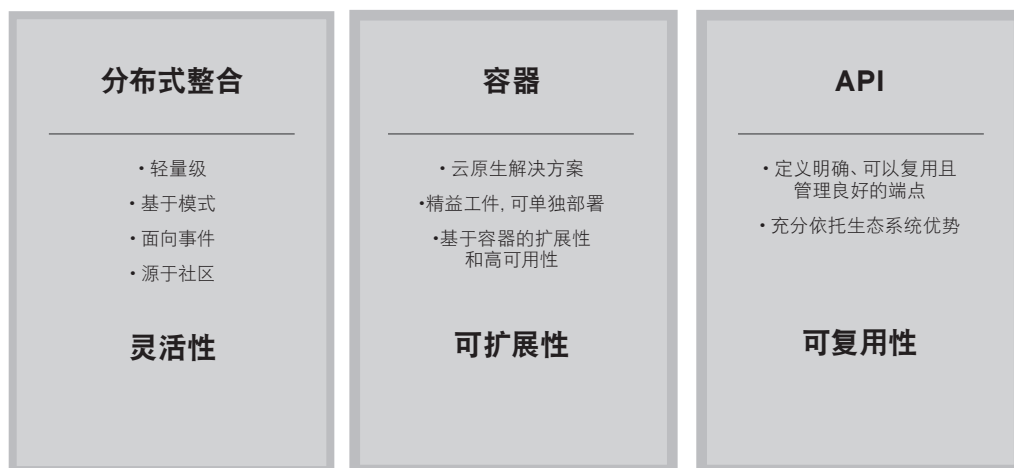 分布式整合
• 轻量级
• 基于模式
• 面向事件
• 源于社区
灵活性
容器
• 云原生解决方案
•精益工件, 可单独部署
•基于容器的扩展性
和高可用性
可扩展性
API
• 定义明确、可以复用且
管理良好的端点
• 充分依托生态系统优势
可复用性